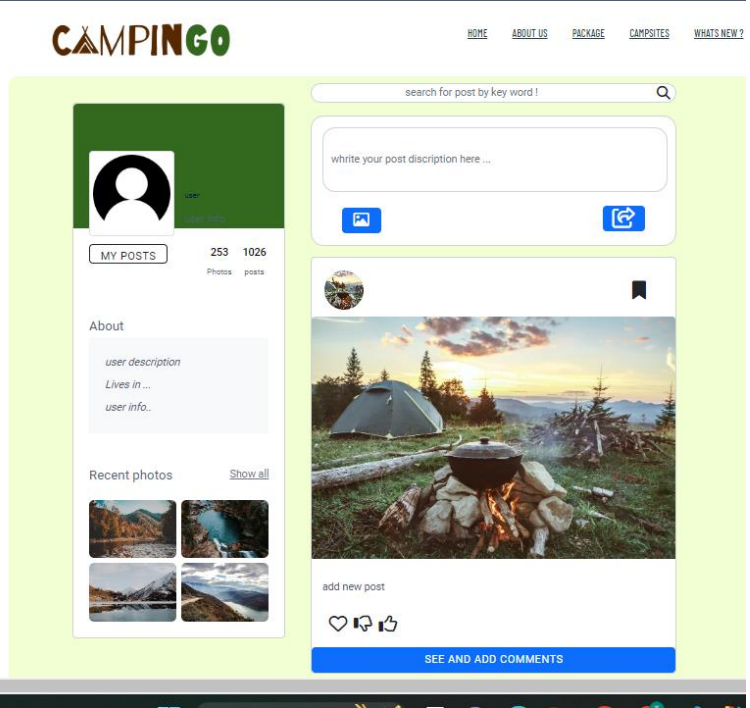 CAMPINGO
HOME ABOUT US PACKAGE CAMPSITES WHATS NEW ?
search for post by key word !
whrite your post discription here ...
user
user info
MY POSTS
253 1026
Photos posts
About
user description
Lives in ...
user info..
Recent photos Show all
add new post
SEE AND ADD COMMENTS